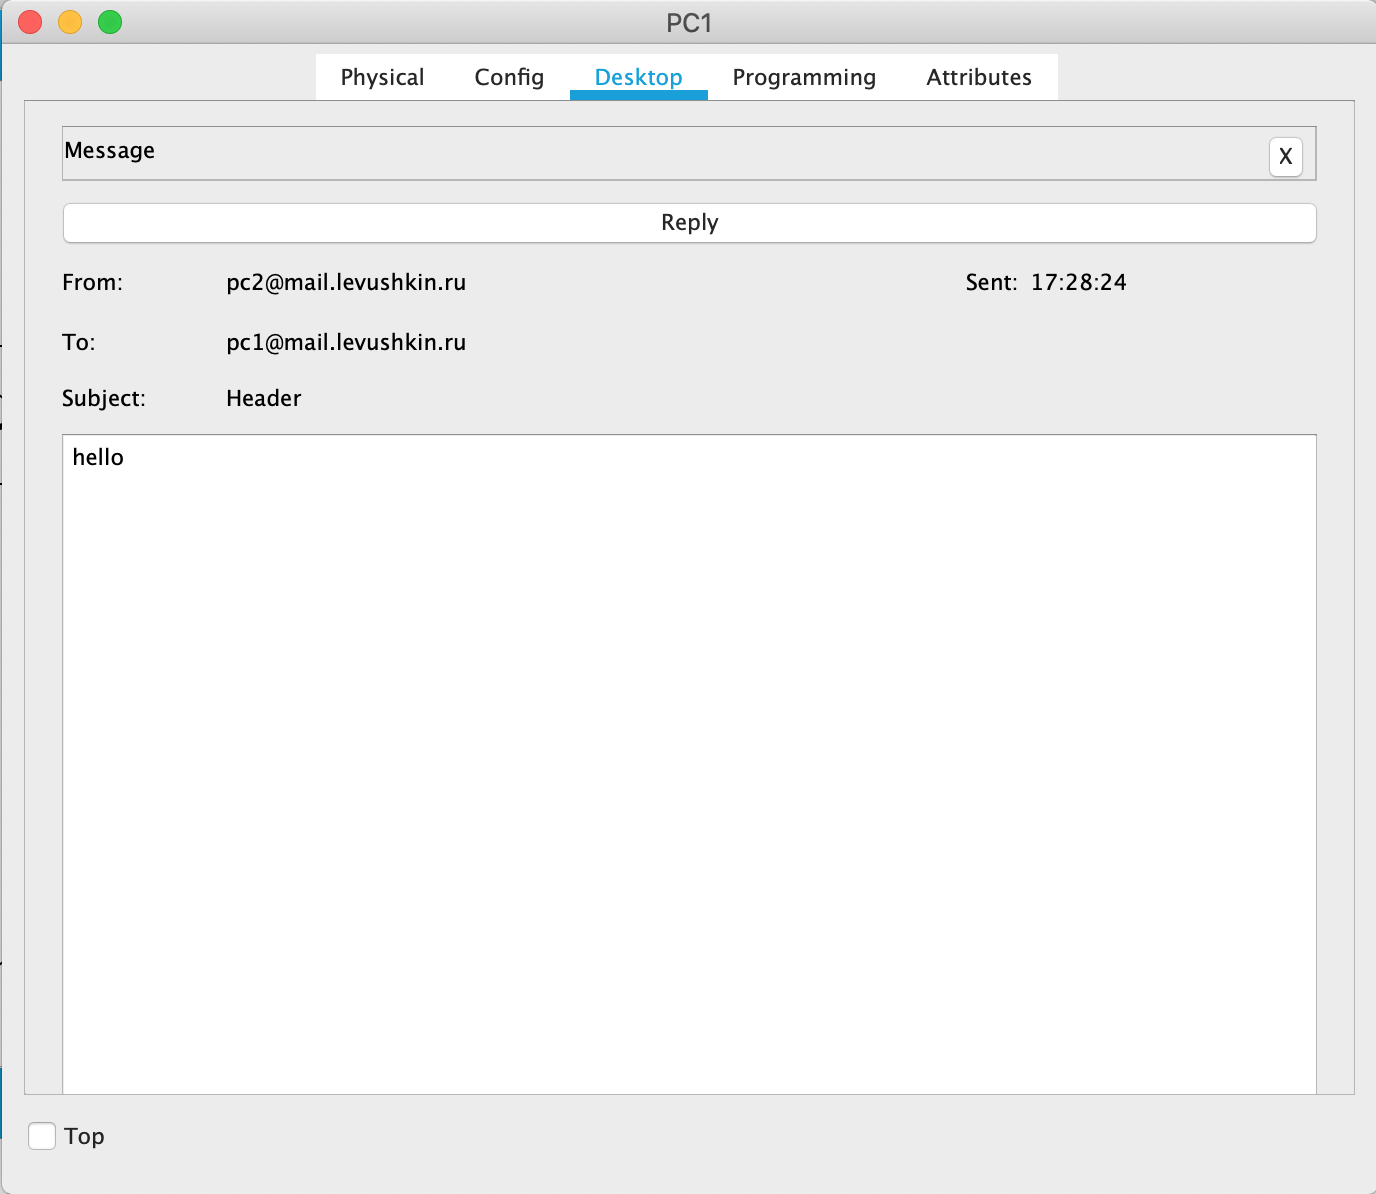 PC1
Physical Config Desktop Programming Attributes
Message X
Reply
From: pc2@mail.levushkin.ru Sent: 17:28:24
To: pc1@mail.levushkin.ru
Subject: Header
hello
Top